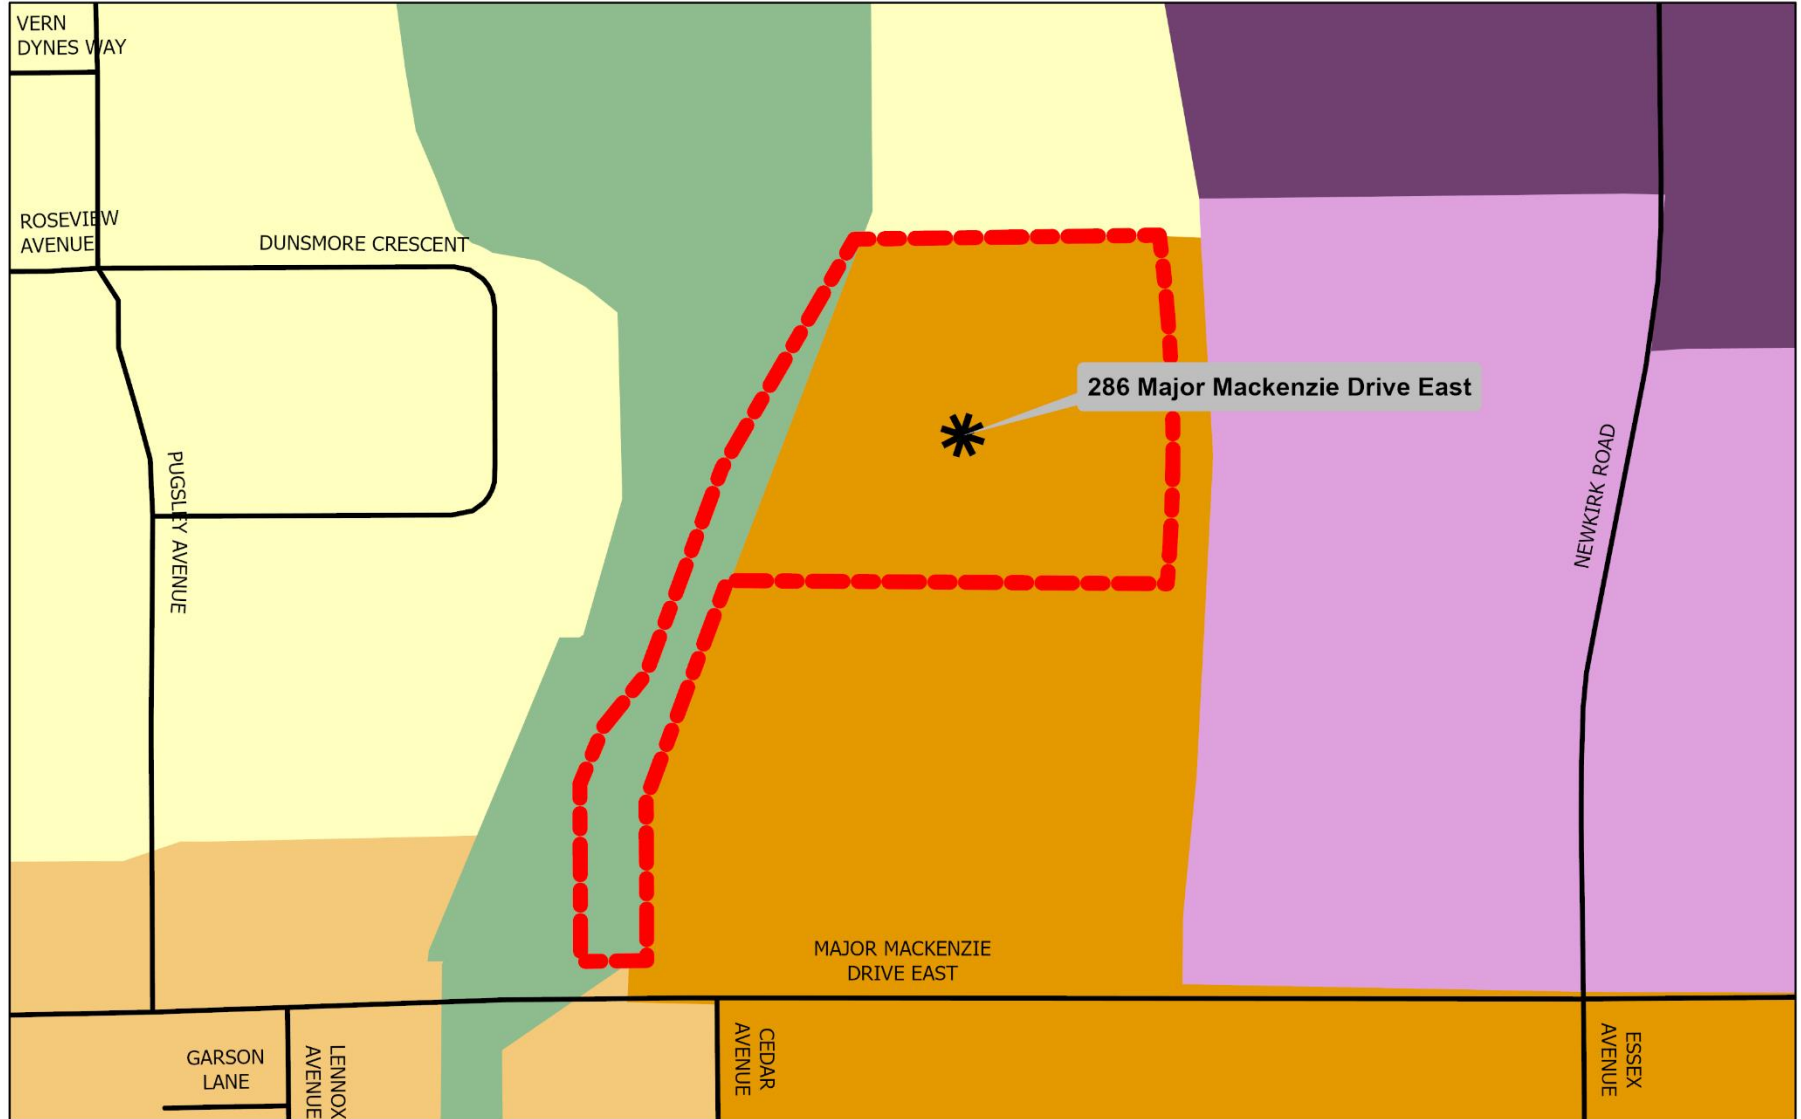 VERN
DYNES WAY
ROSEVIEW
AVENUE
DUNSMORE CRESCENT
286 Major Mackenzie Drive East
PUGSLEY AVENUE
NEWKIRK ROAD
MAJOR MACKENZIE
DRIVE EAST
GARSON
LANE
LENNOX
AVENUE
CEDAR
AVENUE
ESSEX
AVENUE